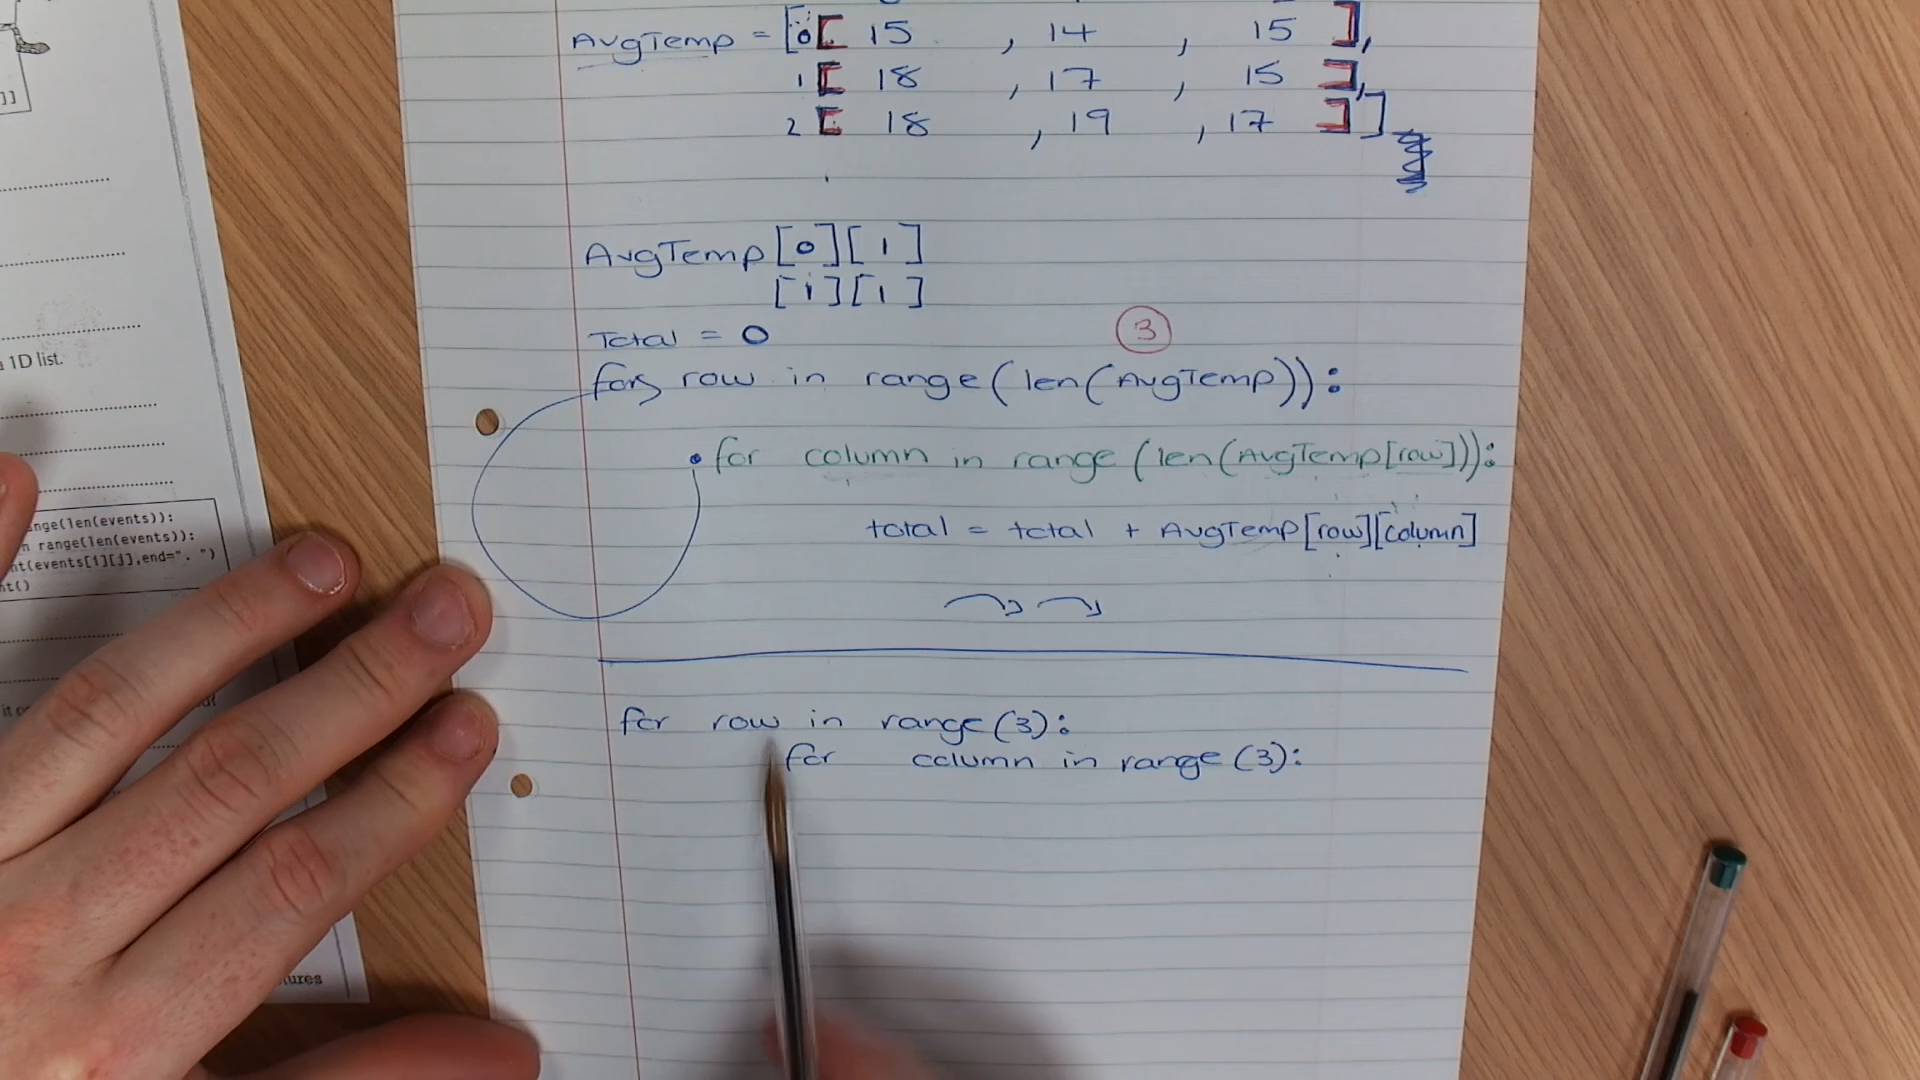 ]]
a 1D list.
ange(len(events)):
n range(len(events)):
nt(events[i][j],end=". ")
nt()
ures
AvgTemp = [0[ 15 , 14 , 15 ],
1[ 18 , 17 , 15 ],
2[ 18 , 19 , 17 ]]
AvgTemp[0][1]
[i][1]
Total = 0
3
for row in range(len(AvgTemp)):
for column in range(len(AvgTemp[row])):
total = total + AvgTemp[row][column]
for row in range(3):
for column in range(3):